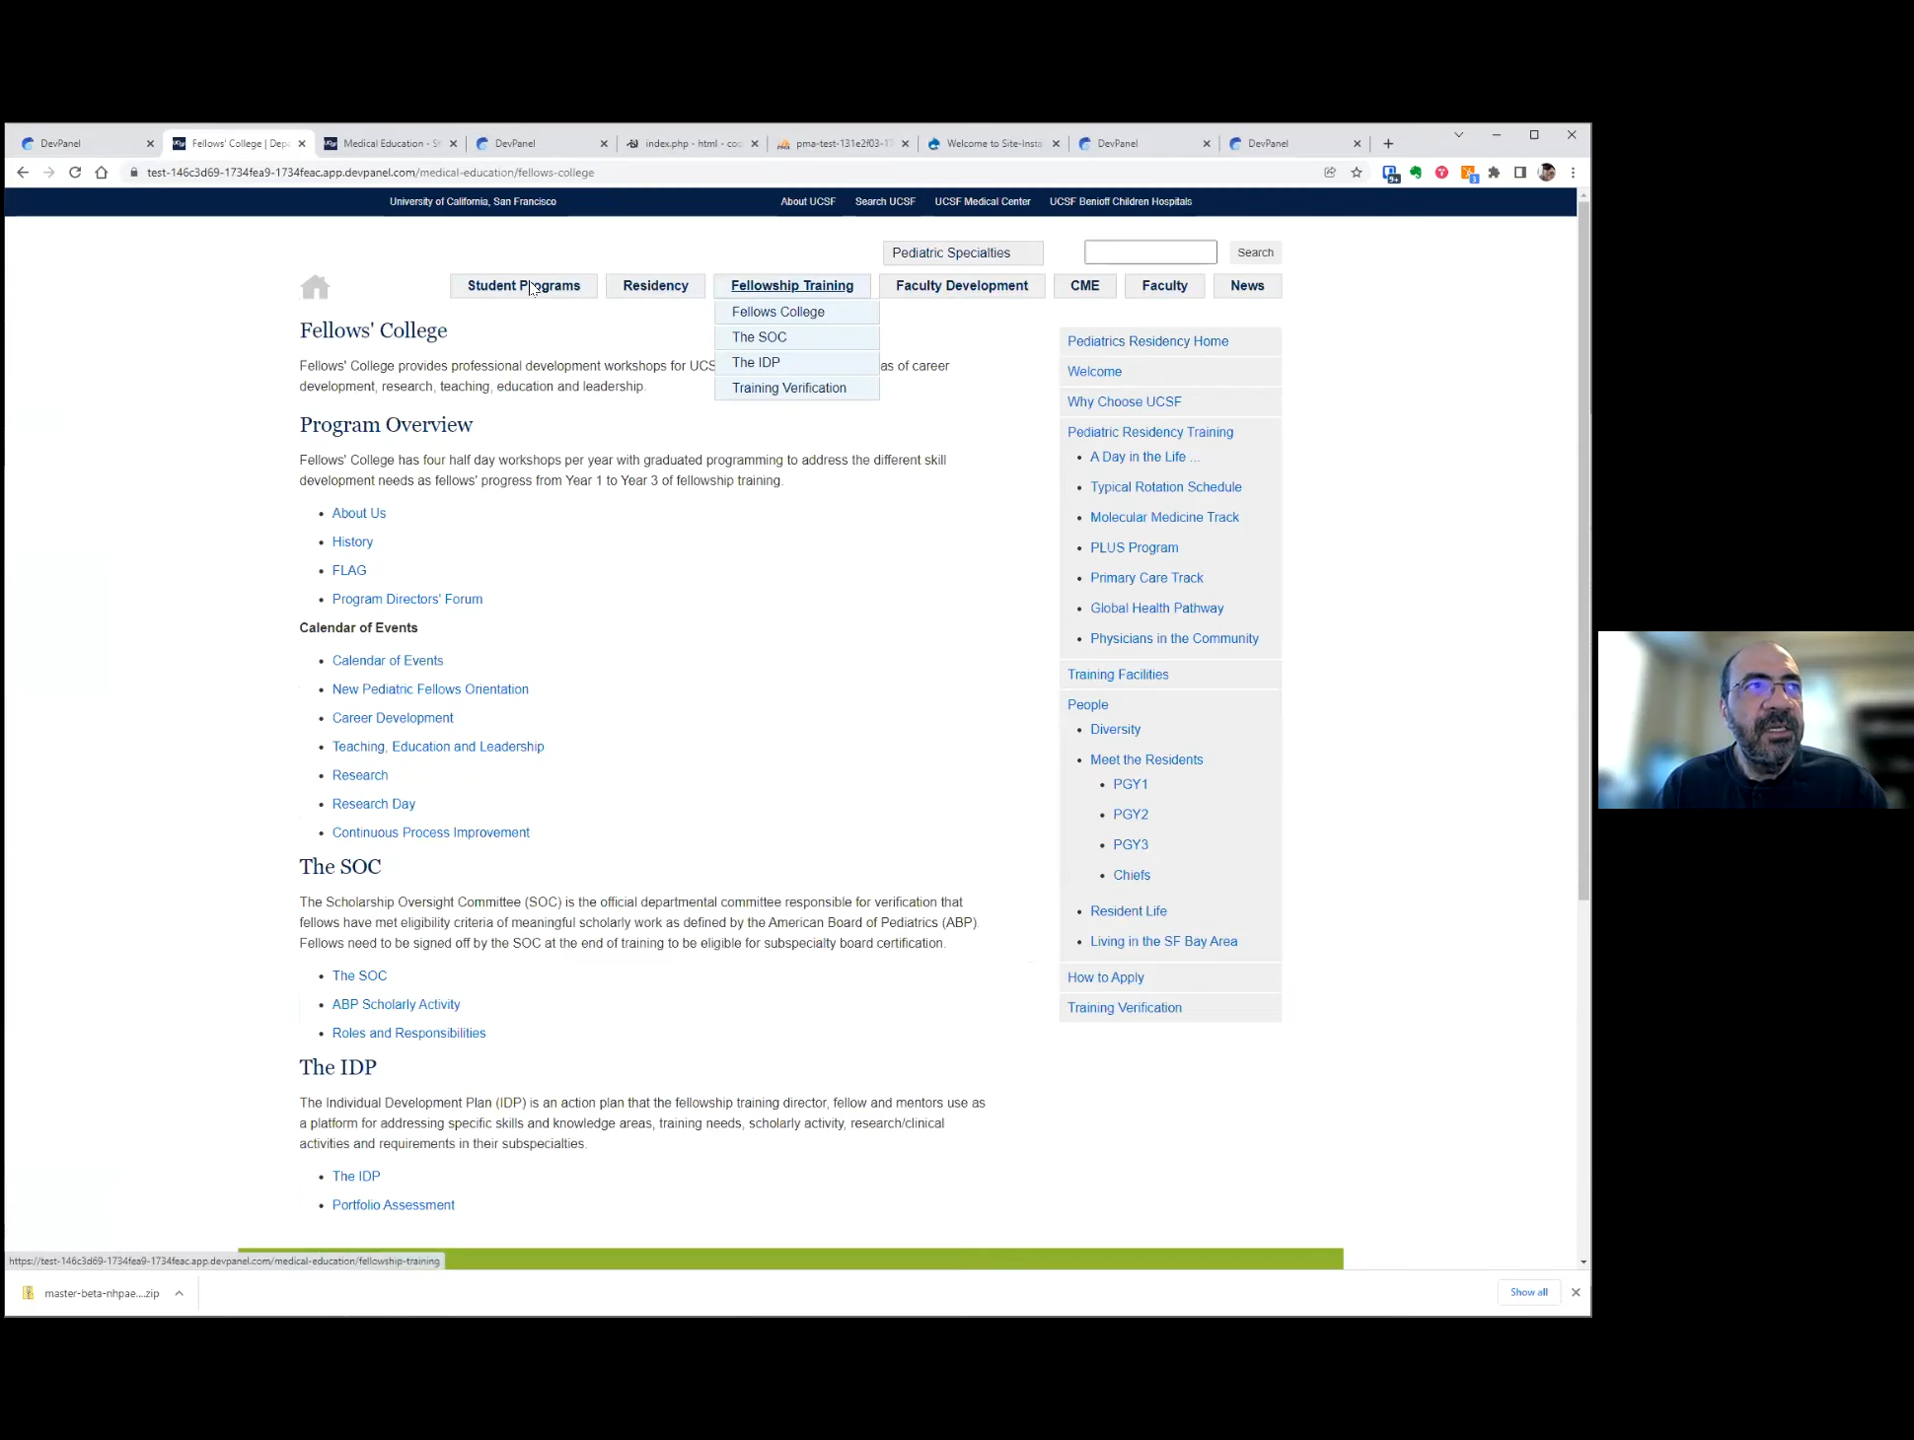 DevPanel
Fellows' College | Dep
Medical Education - S
DevPanel
index.php - html - co
pma-test-131e2f03-1
Welcome to Site-Insta
DevPanel
DevPanel
test-146c3d69-1734fea9-1734feac.app.devpanel.com/medical-education/fellows-college
University of California, San Francisco
About UCSF
Search UCSF
UCSF Medical Center
UCSF Benioff Children Hospitals
Pediatric Specialties
Search
Student Programs
Residency
Fellowship Training
Faculty Development
CME
Faculty
News
Fellows College
The SOC
The IDP
Training Verification
Fellows' College
Fellows' College provides professional development workshops for UCS as of career
development, research, teaching, education and leadership.
Program Overview
Fellows' College has four half day workshops per year with graduated programming to address the different skill
development needs as fellows' progress from Year 1 to Year 3 of fellowship training.
About Us
History
FLAG
Program Directors' Forum
Calendar of Events
Calendar of Events
New Pediatric Fellows Orientation
Career Development
Teaching, Education and Leadership
Research
Research Day
Continuous Process Improvement
The SOC
The Scholarship Oversight Committee (SOC) is the official departmental committee responsible for verification that
fellows have met eligibility criteria of meaningful scholarly work as defined by the American Board of Pediatrics (ABP).
Fellows need to be signed off by the SOC at the end of training to be eligible for subspecialty board certification.
The SOC
ABP Scholarly Activity
Roles and Responsibilities
The IDP
The Individual Development Plan (IDP) is an action plan that the fellowship training director, fellow and mentors use as
a platform for addressing specific skills and knowledge areas, training needs, scholarly activity, research/clinical
activities and requirements in their subspecialties.
The IDP
Portfolio Assessment
Pediatrics Residency Home
Welcome
Why Choose UCSF
Pediatric Residency Training
A Day in the Life ...
Typical Rotation Schedule
Molecular Medicine Track
PLUS Program
Primary Care Track
Global Health Pathway
Physicians in the Community
Training Facilities
People
Diversity
Meet the Residents
PGY1
PGY2
PGY3
Chiefs
Resident Life
Living in the SF Bay Area
How to Apply
Training Verification
https://test-146c3d69-1734fea9-1734feac.app.devpanel.com/medical-education/fellowship-training
master-beta-nhpae....zip
Show all